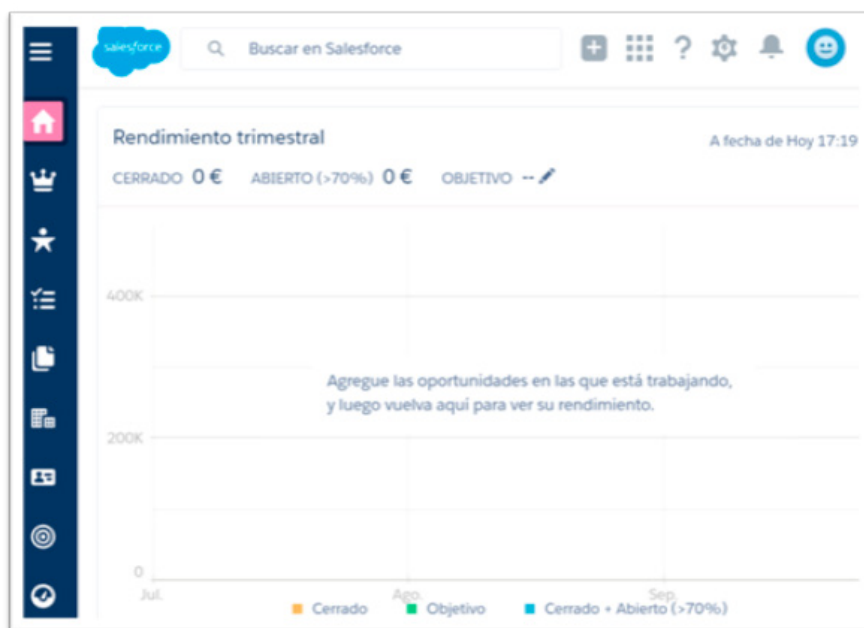 salesforce
Buscar en Salesforce
Rendimiento trimestral
A fecha de Hoy 17:19
CERRADO 0 € ABIERTO (>70%) 0 € OBJETIVO --
400K
Agregue las oportunidades en las que está trabajando,
y luego vuelva aquí para ver su rendimiento.
200K
0
Jul. Ago. Sep.
Cerrado Objetivo Cerrado + Abierto (>70%)